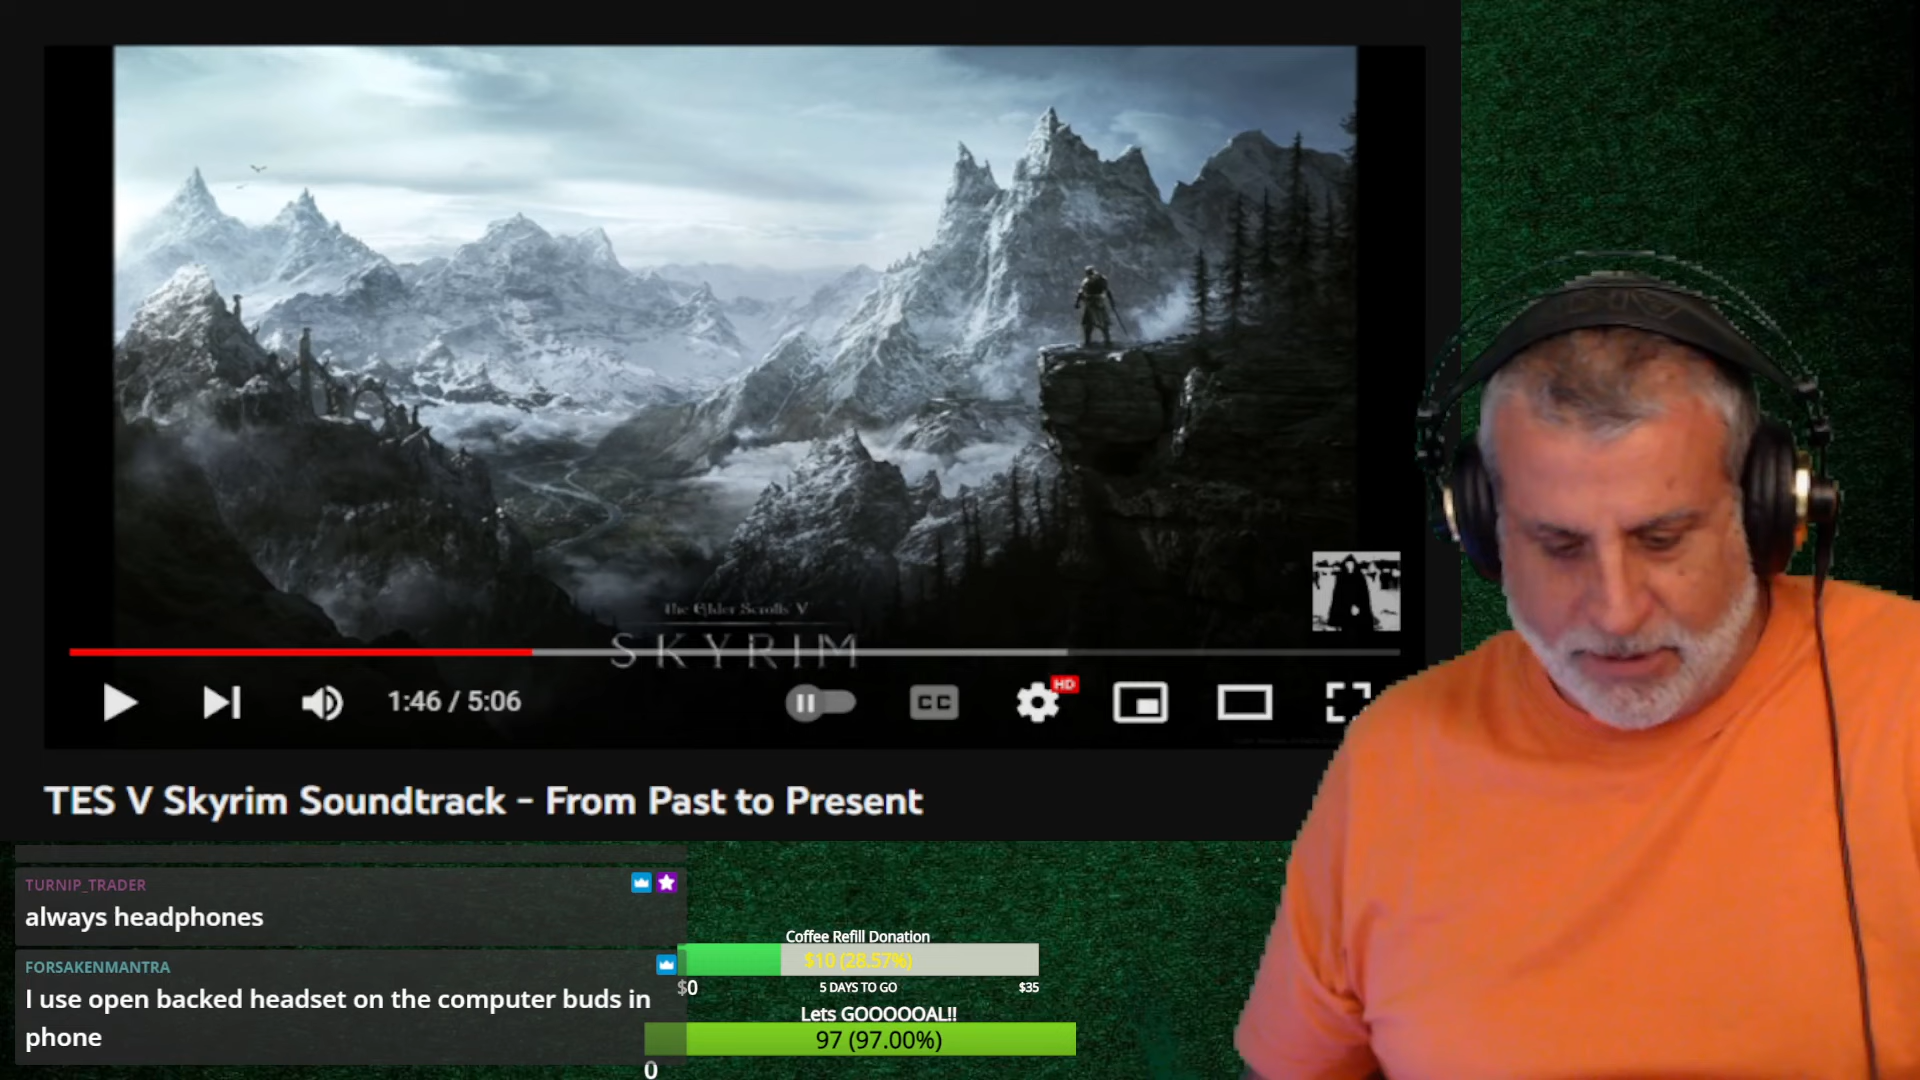 The Elder Scrolls V
SKYRIM
1:46 / 5:06
CC
HD
TES V Skyrim Soundtrack - From Past to Present
TURNIP_TRADER
always headphones
FORSAKENMANTRA
I use open backed headset on the computer buds in
phone
Coffee Refill Donation
$10 (28.57%)
$0
5 DAYS TO GO
$35
Lets GOOOOOAL!!
97 (97.00%)
0